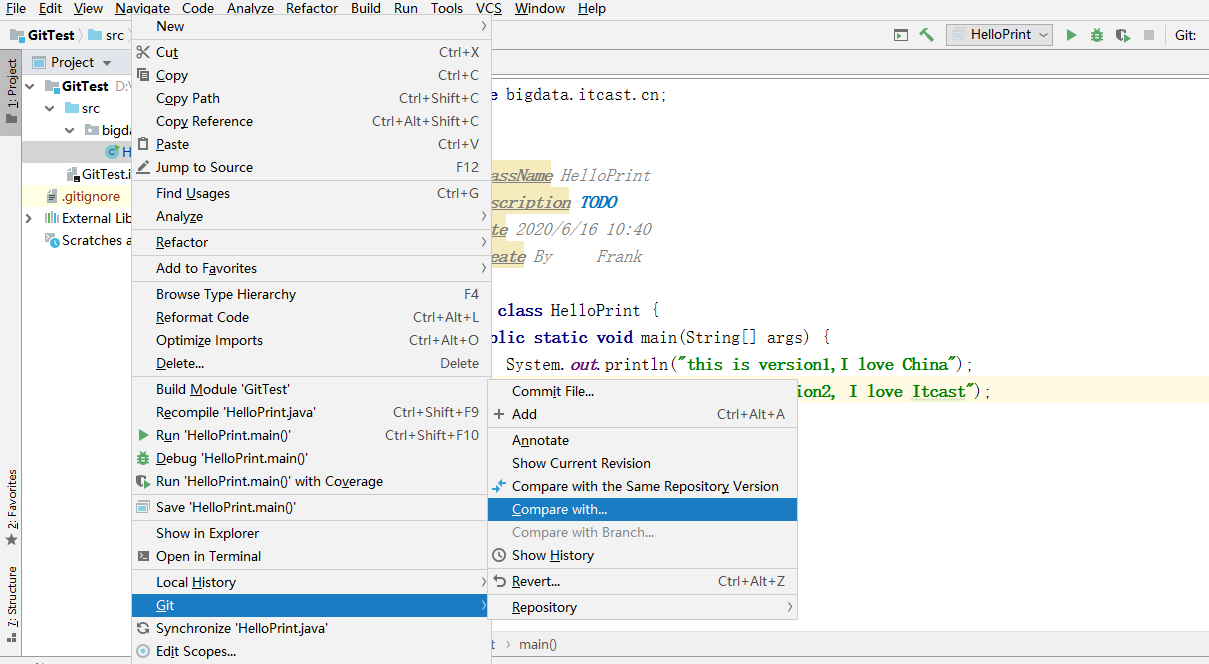 File Edit View Navigate Code Analyze Refactor Build Run Tools VCS Window Help
GitTest src
HelloPrint Git:
1: Project
Project
GitTest D:\
src
bigda
H
GitTest.i
.gitignore
External Lib
Scratches a
2: Favorites
7: Structure
New
Cut Ctrl+X
Copy Ctrl+C
Copy Path Ctrl+Shift+C
Copy Reference Ctrl+Alt+Shift+C
Paste Ctrl+V
Jump to Source F12
Find Usages Ctrl+G
Analyze
Refactor
Add to Favorites
Browse Type Hierarchy F4
Reformat Code Ctrl+Alt+L
Optimize Imports Ctrl+Alt+O
Delete... Delete
Build Module 'GitTest'
Recompile 'HelloPrint.java' Ctrl+Shift+F9
Run 'HelloPrint.main()' Ctrl+Shift+F10
Debug 'HelloPrint.main()'
Run 'HelloPrint.main()' with Coverage
Save 'HelloPrint.main()'
Show in Explorer
Open in Terminal
Local History
Git
Synchronize 'HelloPrint.java'
Edit Scopes...
Commit File...
Add Ctrl+Alt+A
Annotate
Show Current Revision
Compare with the Same Repository Version
Compare with...
Compare with Branch...
Show History
Revert... Ctrl+Alt+Z
Repository
e bigdata.itcast.cn;
assName HelloPrint
scription TODO
te 2020/6/16 10:40
eate By Frank
class HelloPrint {
blic static void main(String[] args) {
System.out.println("this is version1,I love China");
ion2, I love Itcast");
t › main()